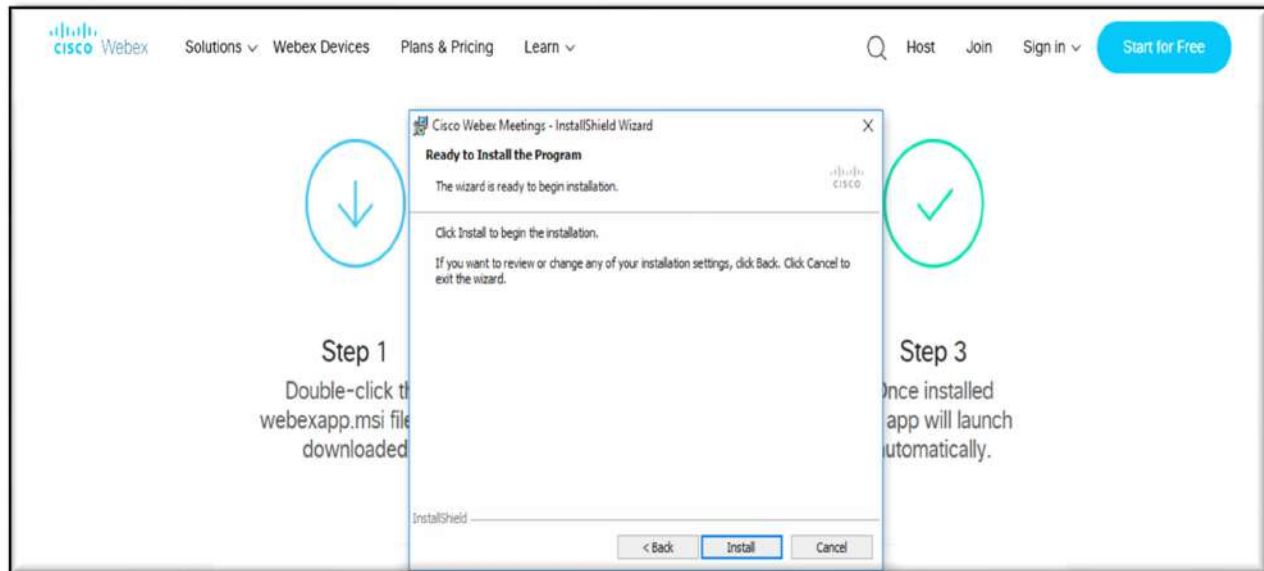 CISCO Webex Solutions Webex Devices Plans & Pricing Learn Host Join Sign in Start for Free
Cisco Webex Meetings - InstallShield Wizard X
Ready to Install the Program
The wizard is ready to begin installation.
CISCO
Click Install to begin the installation.
If you want to review or change any of your installation settings, click Back. Click Cancel to
exit the wizard.
InstallShield
< Back Install Cancel
Step 1
Double-click
webexapp.msi file
downloaded
Step 3
installed
app will launch
automatically.